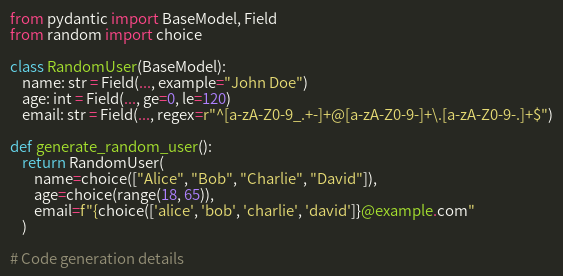 from pydantic import BaseModel, Field
from random import choice
class RandomUser(BaseModel):
name: str = Field(..., example="John Doe")
age: int = Field(..., ge=0, le=120)
email: str = Field(..., regex=r"^[a-zA-Z0-9_.+-]+@[a-zA-Z0-9-]+\.[a-zA-Z0-9-.]+$")
def generate_random_user():
return RandomUser(
name=choice(["Alice", "Bob", "Charlie", "David"]),
age=choice(range(18, 65)),
email=f"{choice(['alice', 'bob', 'charlie', 'david']}@example.com"
)
# Code generation details